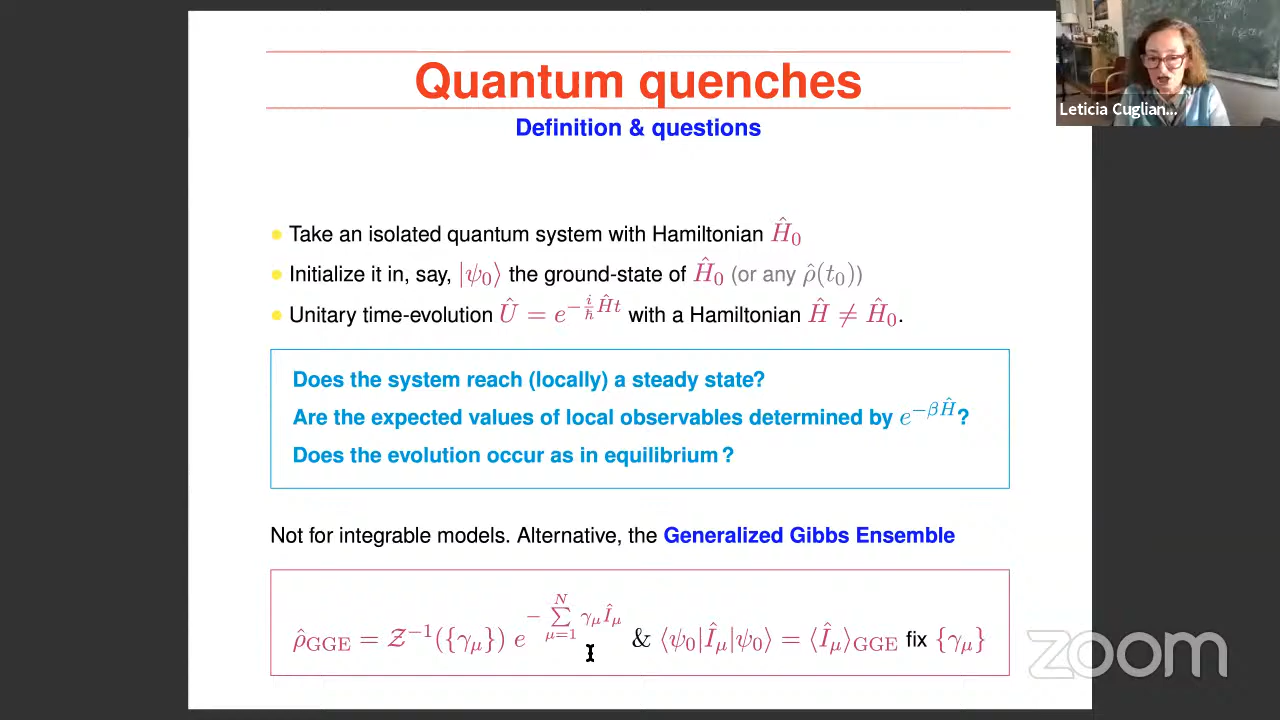 Quantum quenches
Definition & questions
Leticia Cuglian...
Take an isolated quantum system with Hamiltonian Ĥ₀
Initialize it in, say, |ψ₀⟩ the ground-state of Ĥ₀ (or any ρ̂(t₀))
Unitary time-evolution Û = e^{−(i/ħ)Ĥt} with a Hamiltonian Ĥ ≠ Ĥ₀.
Does the system reach (locally) a steady state?
Are the expected values of local observables determined by e^{−βĤ}?
Does the evolution occur as in equilibrium ?
Not for integrable models. Alternative, the Generalized Gibbs Ensemble
ρ̂_GGE = Z⁻¹({γ_μ}) e^{−∑_{μ=1}^{N} γ_μ Î_μ} & ⟨ψ₀|Î_μ|ψ₀⟩ = ⟨Î_μ⟩_GGE fix {γ_μ}
zoom